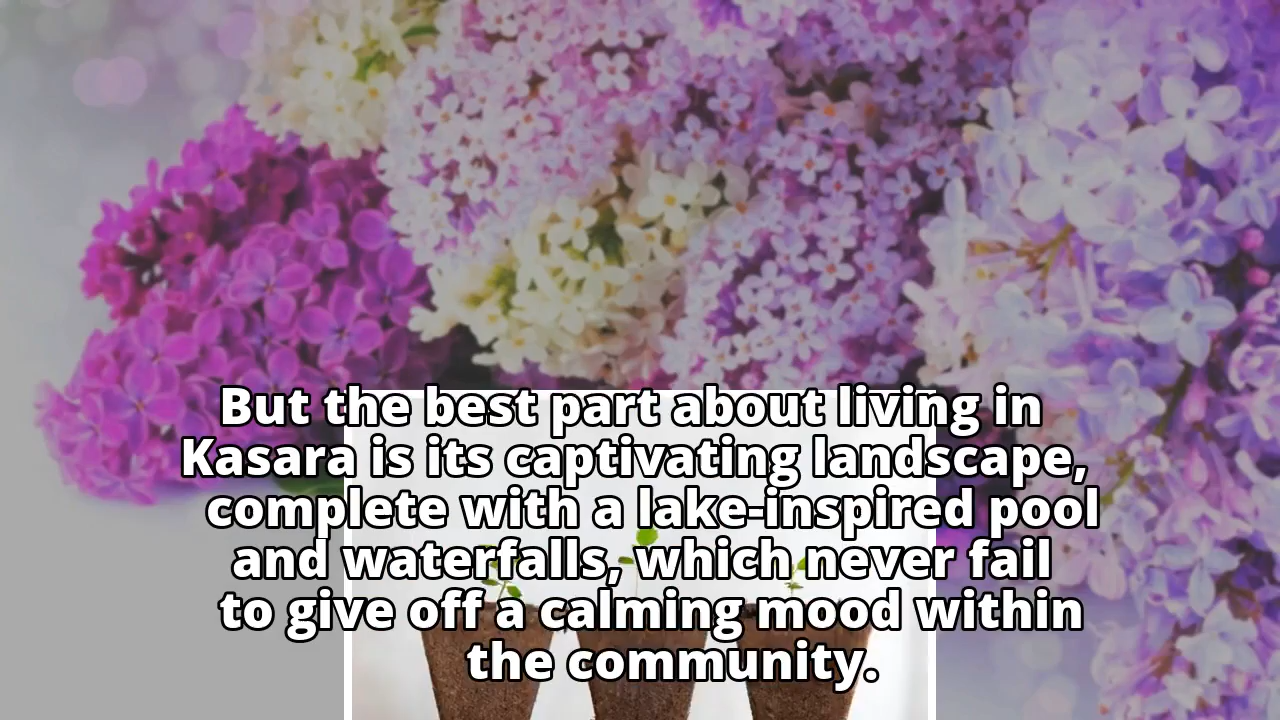 But the best part about living in
Kasara is its captivating landscape,
complete with a lake-inspired pool
and waterfalls, which never fail
to give off a calming mood within
the community.